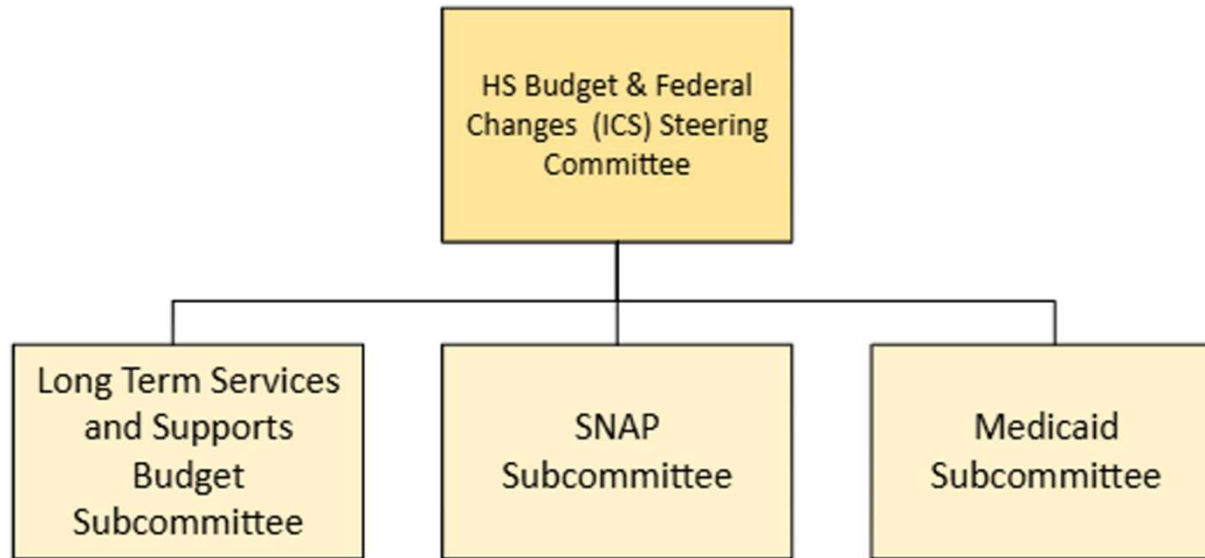 HS Budget & Federal
Changes  (ICS) Steering
Committee
Long Term Services
and Supports
Budget
Subcommittee
SNAP
Subcommittee
Medicaid
Subcommittee